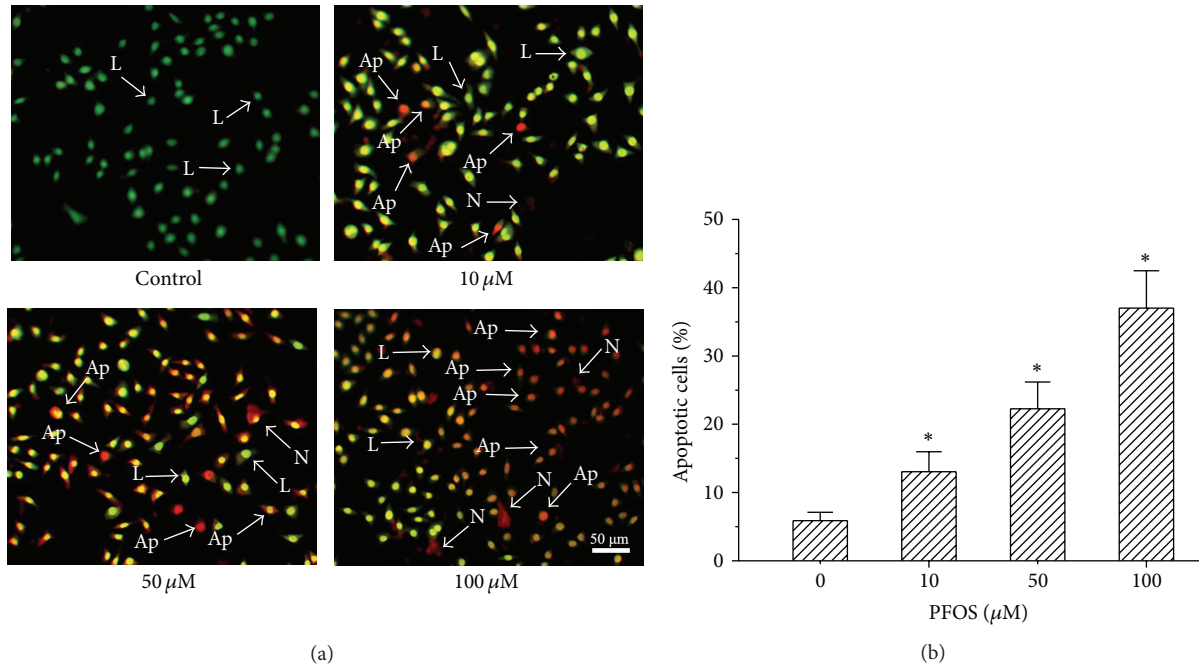 L
L
L
Control
Ap
L
L
Ap
Ap
Ap
N
Ap
10 μM
Ap
Ap
N
L
L
Ap
Ap
50 μM
Ap
L
N
Ap
Ap
L
Ap
N
Ap
N
50 μm
100 μM
(a)
Apoptotic cells (%)
50
40
30
20
10
0
*
*
*
0 10 50 100
PFOS (μM)
(b)